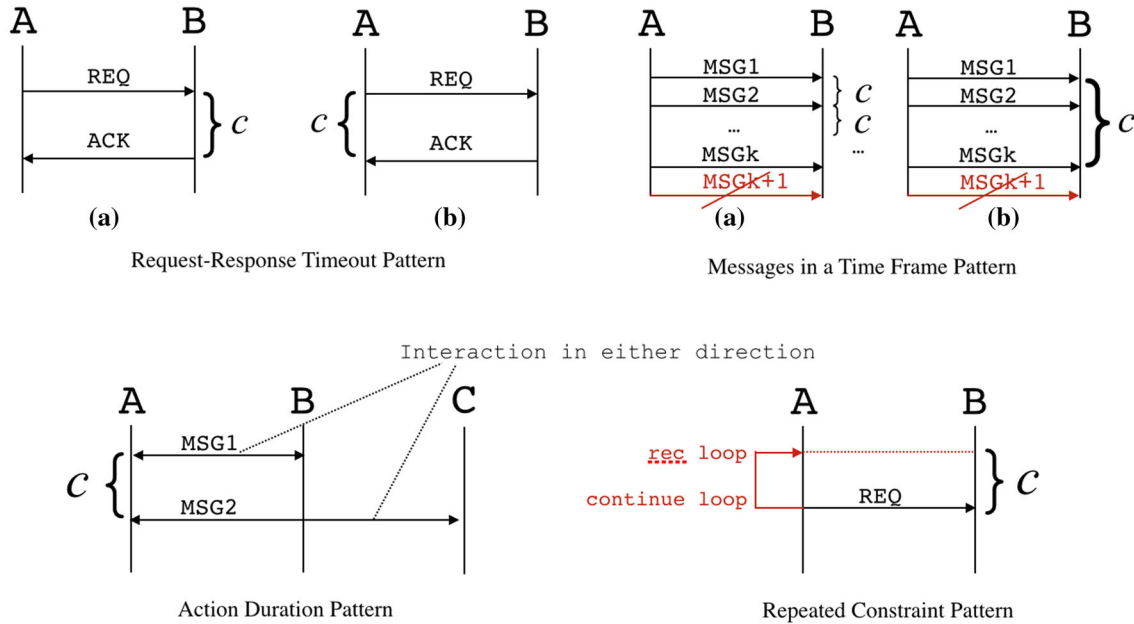 A B A B A B A B
REQ REQ MSG1 MSG1
MSG2 MSG2
c c c c c
... ...
ACK ACK MSGk ... MSGk
MSGk+1 MSGk+1
(a) (b) (a) (b)
Request-Response Timeout Pattern
Messages in a Time Frame Pattern
Interaction in either direction
A B C
MSG1
c
MSG2
Action Duration Pattern
A B
rec loop
c
continue loop REQ
Repeated Constraint Pattern